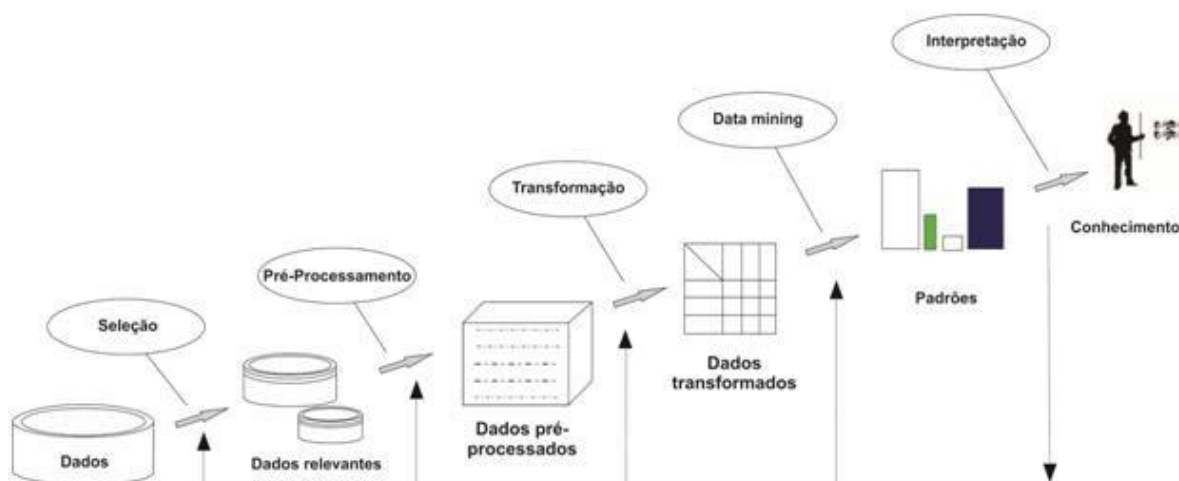 Interpretação
Data mining
Transformação
Pré-Processamento
Seleção
Dados
Dados relevantes
Dados pré-
processados
Dados
transformados
Padrões
Conhecimento